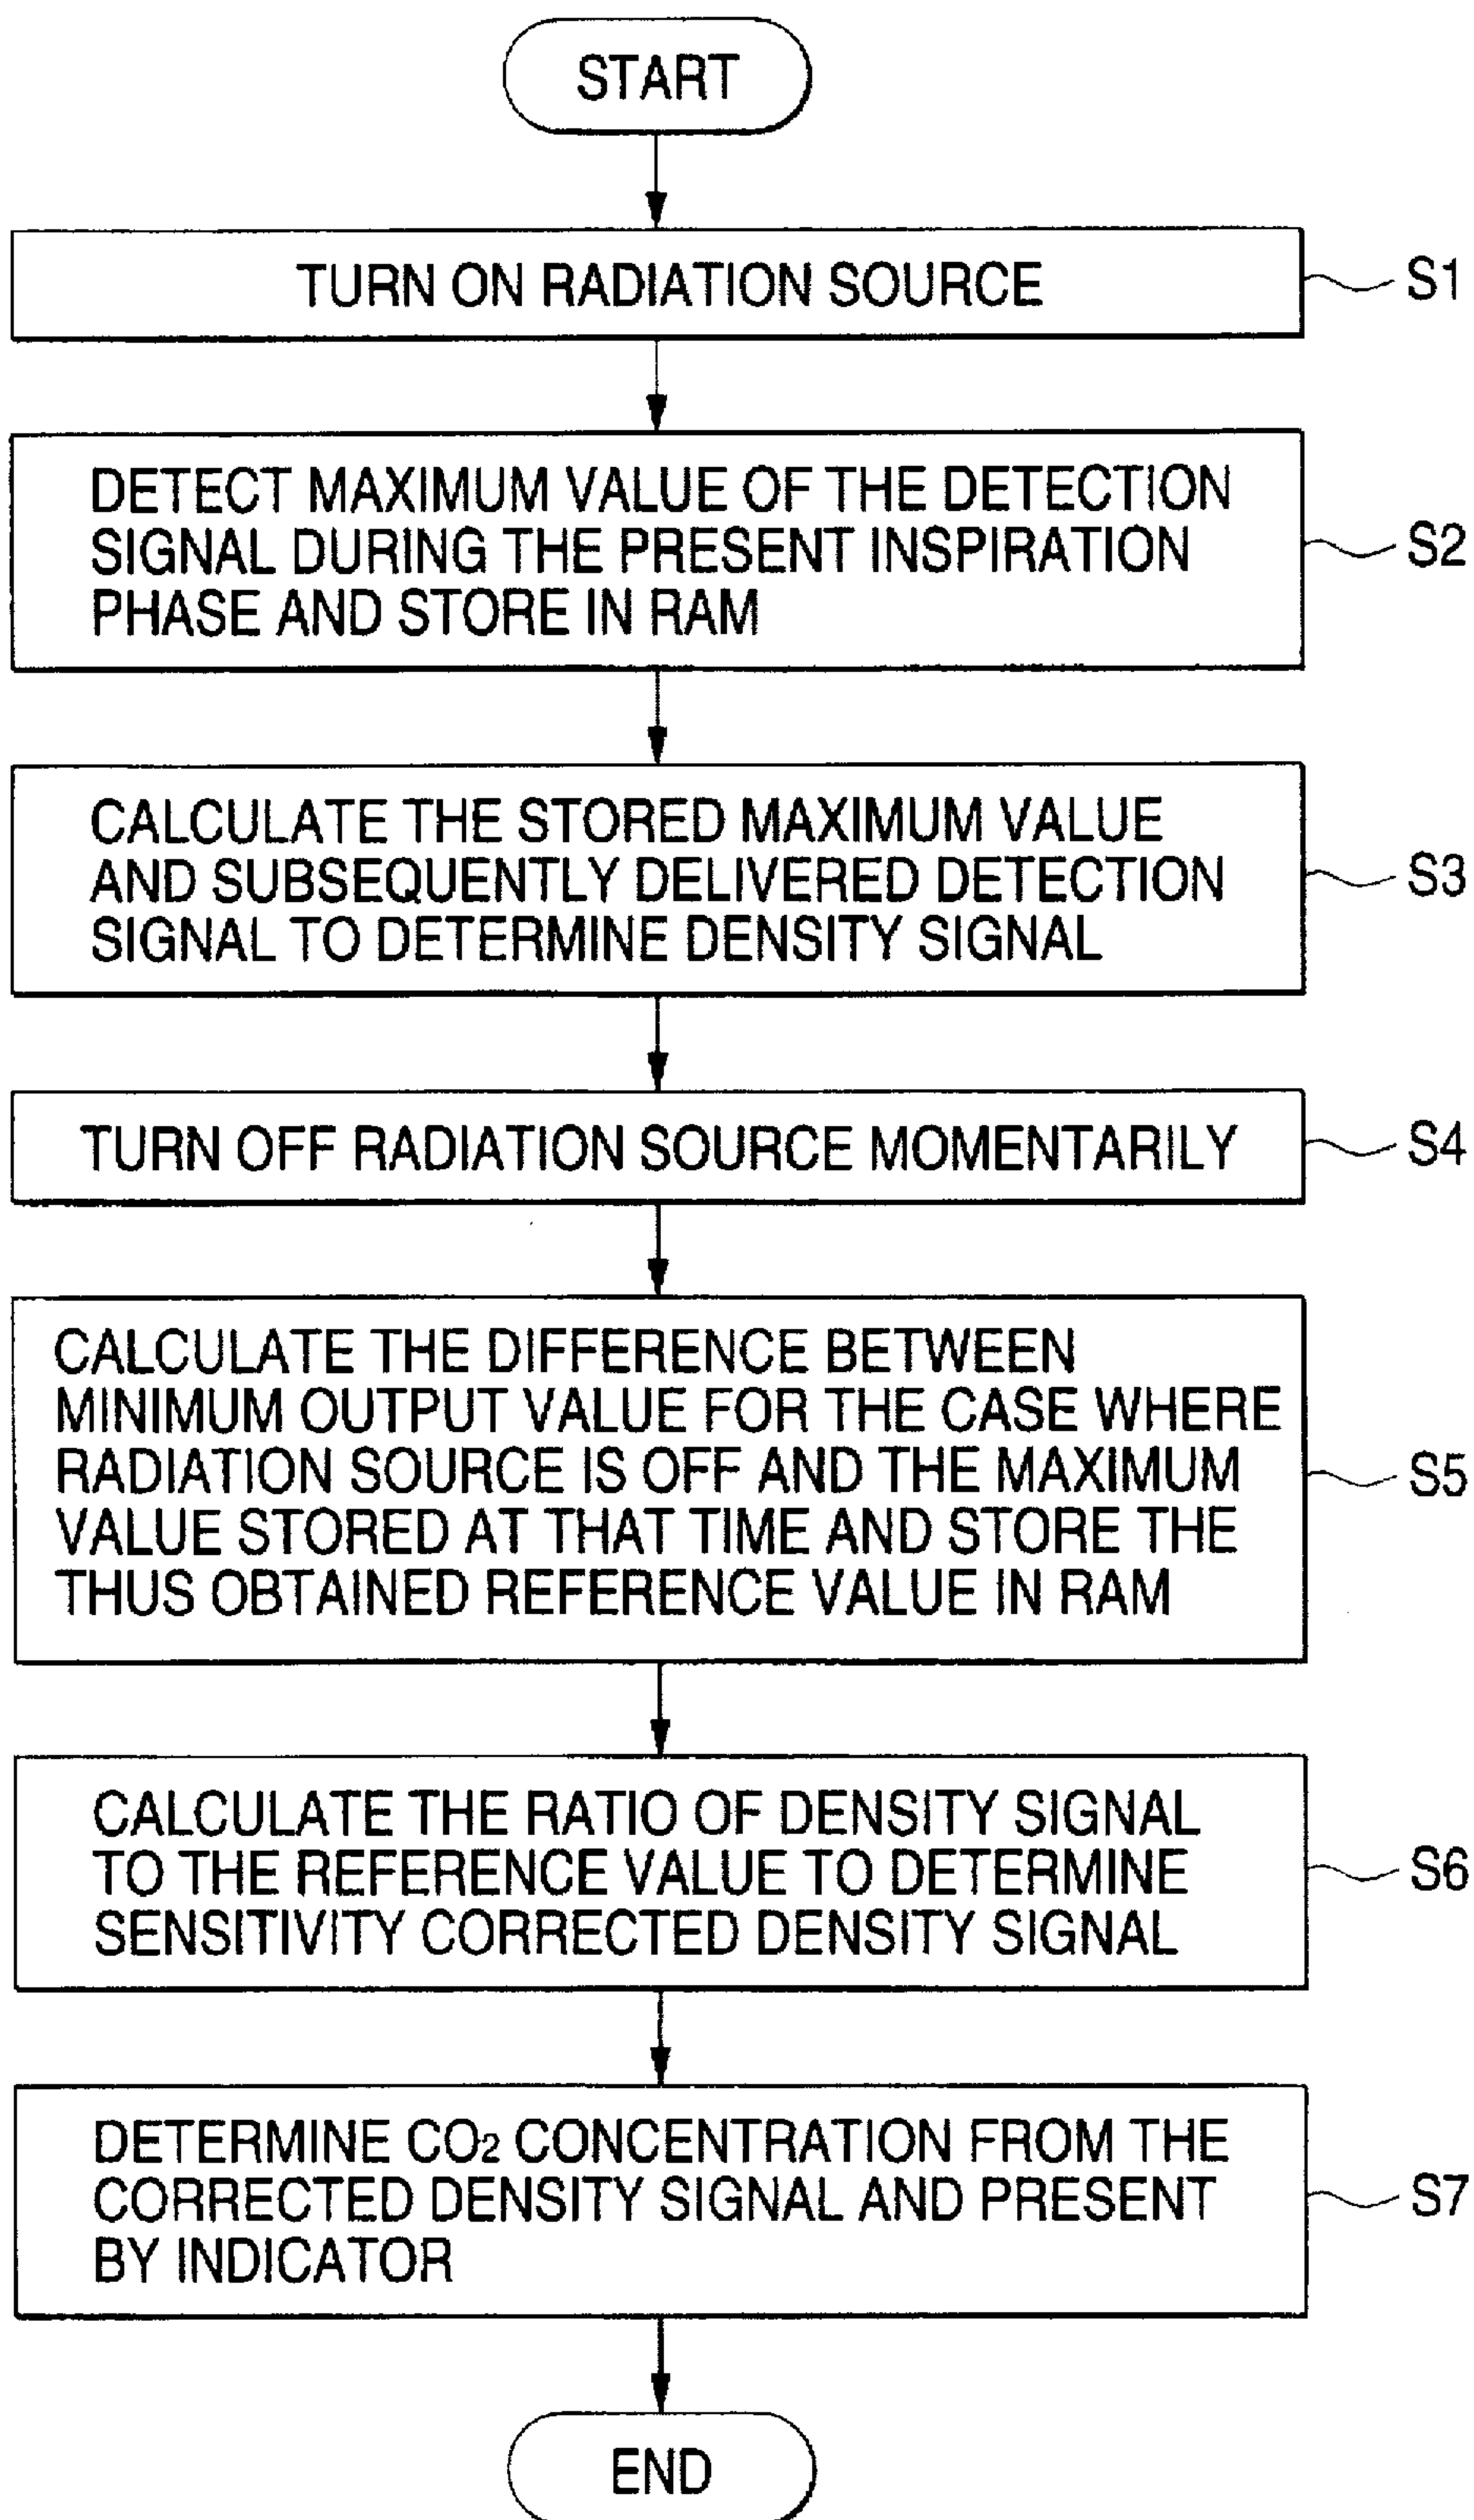 START
TURN ON RADIATION SOURCE
S1
DETECT MAXIMUM VALUE OF THE DETECTION
SIGNAL DURING THE PRESENT INSPIRATION
PHASE AND STORE IN RAM
S2
CALCULATE THE STORED MAXIMUM VALUE
AND SUBSEQUENTLY DELIVERED DETECTION
SIGNAL TO DETERMINE DENSITY SIGNAL
S3
TURN OFF RADIATION SOURCE MOMENTARILY
S4
CALCULATE THE DIFFERENCE BETWEEN
MINIMUM OUTPUT VALUE FOR THE CASE WHERE
RADIATION SOURCE IS OFF AND THE MAXIMUM
VALUE STORED AT THAT TIME AND STORE THE
THUS OBTAINED REFERENCE VALUE IN RAM
S5
CALCULATE THE RATIO OF DENSITY SIGNAL
TO THE REFERENCE VALUE TO DETERMINE
SENSITIVITY CORRECTED DENSITY SIGNAL
S6
DETERMINE CO₂ CONCENTRATION FROM THE
CORRECTED DENSITY SIGNAL AND PRESENT
BY INDICATOR
S7
END